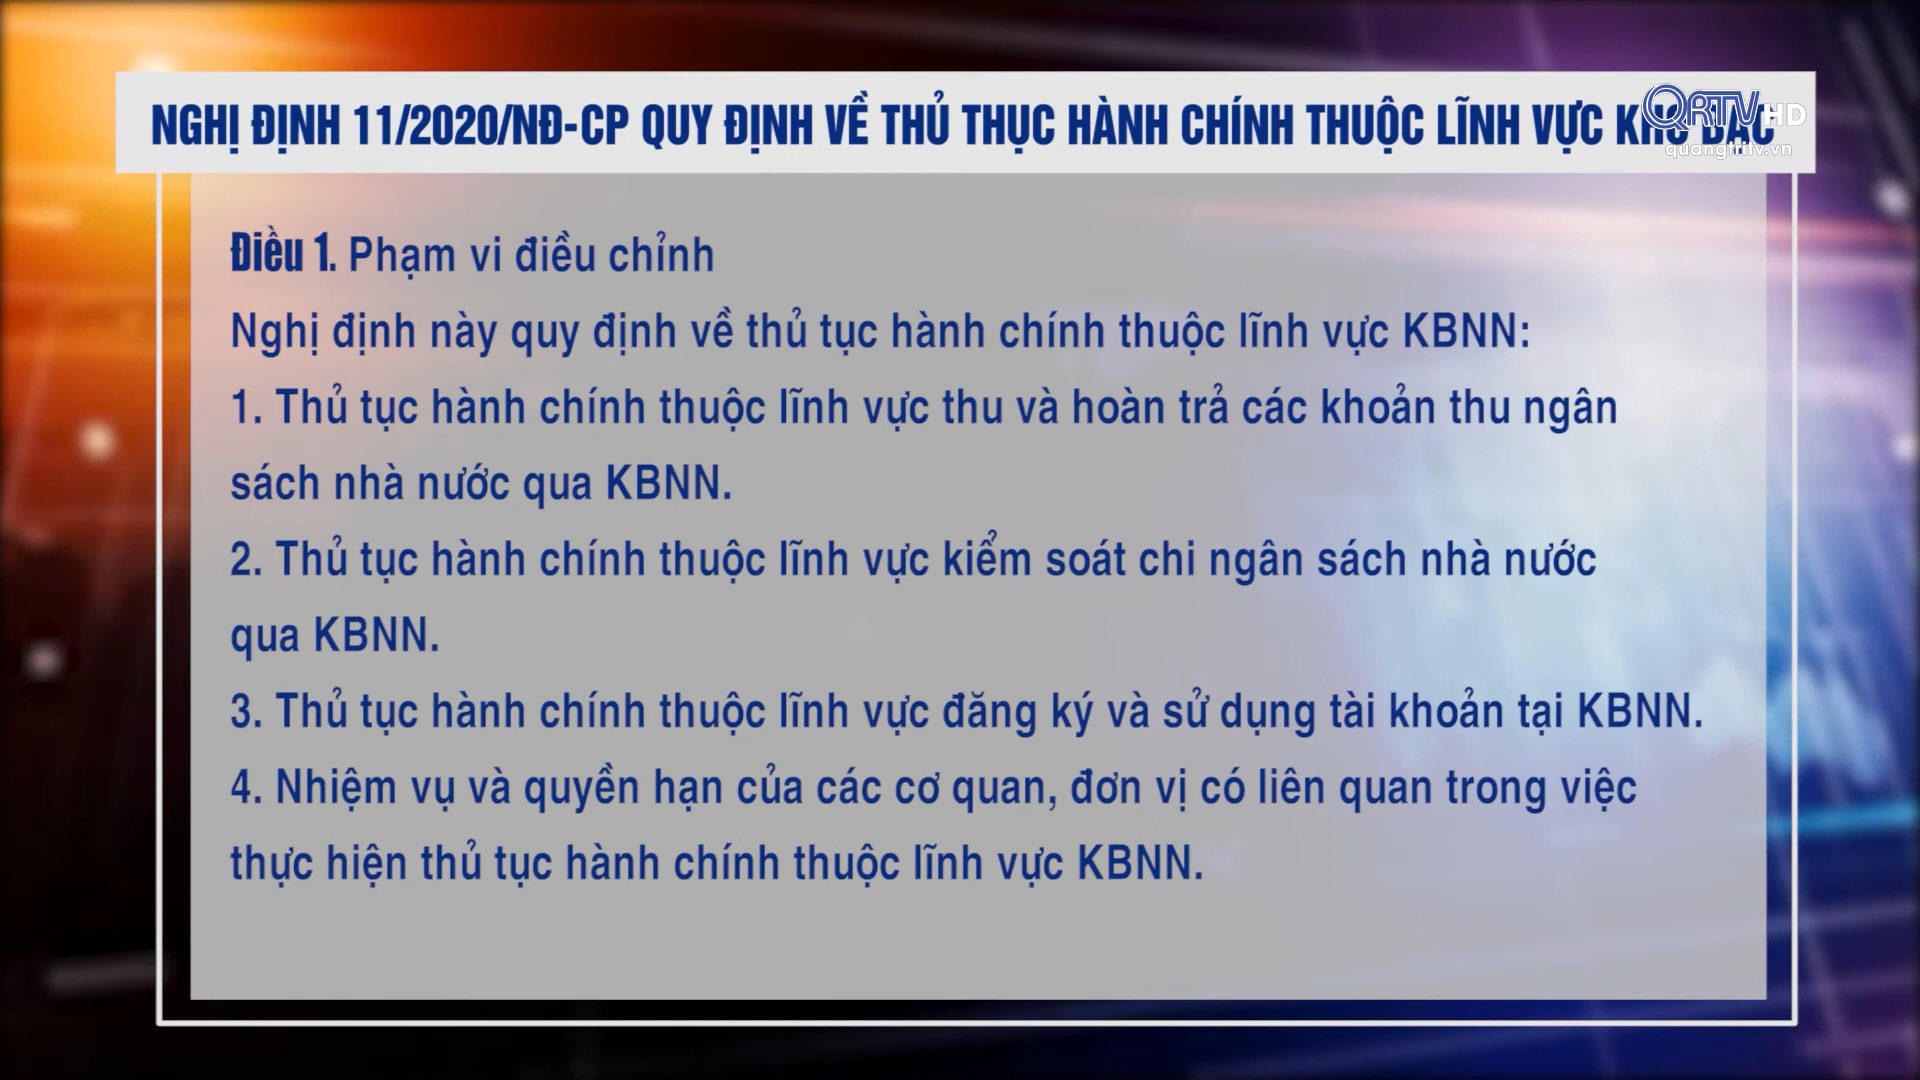 NGHỊ ĐỊNH 11/2020/NĐ-CP QUY ĐỊNH VỀ THỦ THỤC HÀNH CHÍNH THUỘC LĨNH VỰC KHO BẠC
QRTV HD
quangtritv.vn
Điều 1. Phạm vi điều chỉnh
Nghị định này quy định về thủ tục hành chính thuộc lĩnh vực KBNN:
1. Thủ tục hành chính thuộc lĩnh vực thu và hoàn trả các khoản thu ngân
sách nhà nước qua KBNN.
2. Thủ tục hành chính thuộc lĩnh vực kiểm soát chi ngân sách nhà nước
qua KBNN.
3. Thủ tục hành chính thuộc lĩnh vực đăng ký và sử dụng tài khoản tại KBNN.
4. Nhiệm vụ và quyền hạn của các cơ quan, đơn vị có liên quan trong việc
thực hiện thủ tục hành chính thuộc lĩnh vực KBNN.